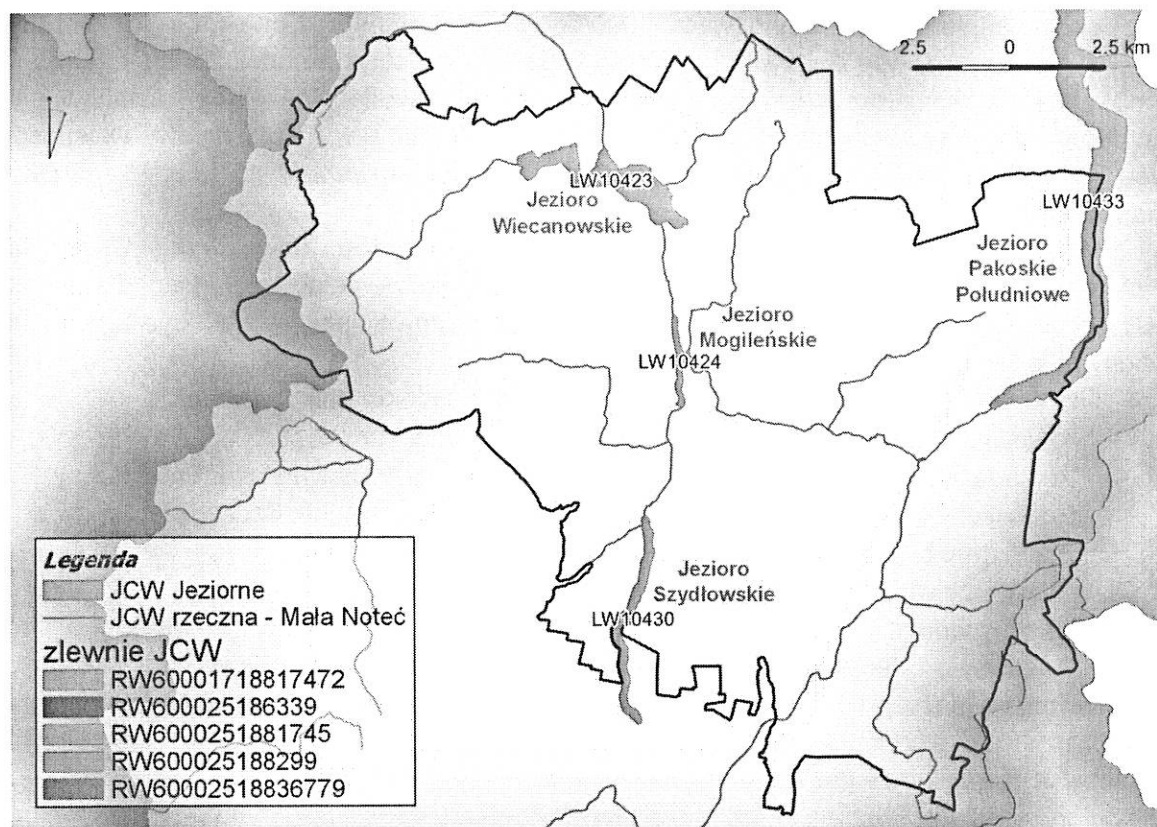 2.5 0 2.5 km
LW10423
Jezioro
Wiecanowskie
LW10433
Jezioro
Pakoskie
Południowe
Jezioro
Mogileńskie
LW10424
Jezioro
Szydłowskie
LW10430
Legenda
JCW Jeziorne
JCW rzeczna - Mała Noteć
zlewnie JCW
RW60001718817472
RW600025186339
RW6000251881745
RW600025188299
RW60002518836779